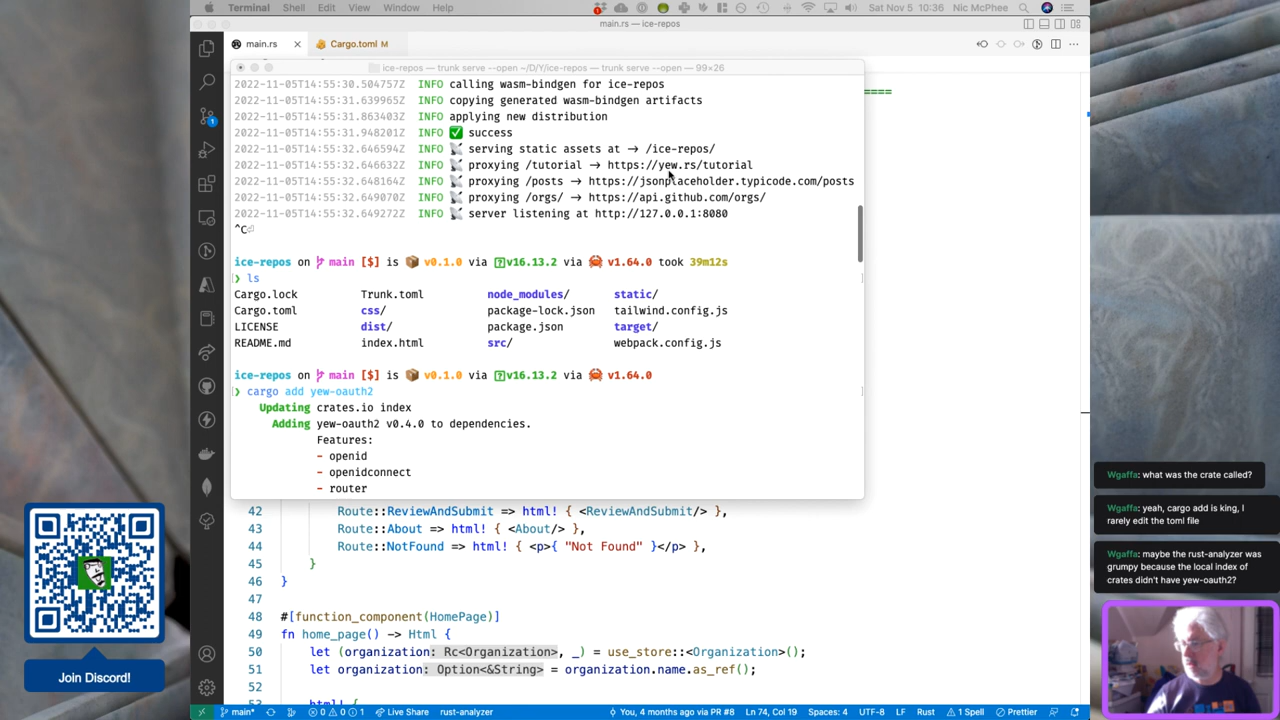 Terminal Shell Edit View Window Help
Sat Nov 5 10:36 Nic McPhee
main.rs — ice-repos
main.rs
Cargo.toml M
ice-repos — trunk serve --open ~/D/Y/ice-repos — trunk serve --open — 99×26
2022-11-05T14:55:30.504757Z INFO calling wasm-bindgen for ice-repos
2022-11-05T14:55:31.639965Z INFO copying generated wasm-bindgen artifacts
2022-11-05T14:55:31.863403Z INFO applying new distribution
2022-11-05T14:55:31.948201Z INFO ✅ success
2022-11-05T14:55:32.646594Z INFO 📡 serving static assets at → /ice-repos/
2022-11-05T14:55:32.646632Z INFO 📡 proxying /tutorial → https://yew.rs/tutorial
2022-11-05T14:55:32.648164Z INFO 📡 proxying /posts → https://jsonplaceholder.typicode.com/posts
2022-11-05T14:55:32.649070Z INFO 📡 proxying /orgs/ → https://api.github.com/orgs/
2022-11-05T14:55:32.649272Z INFO 📡 server listening at http://127.0.0.1:8080
^C⏎
ice-repos on main [$] is 📦 v0.1.0 via v16.13.2 via 🦀 v1.64.0 took 39m12s
❯ ls
Cargo.lock Trunk.toml node_modules/ static/
Cargo.toml css/ package-lock.json tailwind.config.js
LICENSE dist/ package.json target/
README.md index.html src/ webpack.config.js
ice-repos on main [$] is 📦 v0.1.0 via v16.13.2 via 🦀 v1.64.0
❯ cargo add yew-oauth2
Updating crates.io index
Adding yew-oauth2 v0.4.0 to dependencies.
Features:
- openid
- openidconnect
- router
42 Route::ReviewAndSubmit => html! { <ReviewAndSubmit/> },
43 Route::About => html! { <About/> },
44 Route::NotFound => html! { <p>{ "Not Found" }</p> },
45 }
46 }
47
48 #[function_component(HomePage)]
49 fn home_page() -> Html {
50 let (organization: Rc<Organization>, _) = use_store::<Organization>();
51 let organization: Option<&String> = organization.name.as_ref();
52
53 html! {
main* 0 0 1 Live Share rust-analyzer You, 4 months ago via PR #8 Ln 74, Col 19 Spaces: 4 UTF-8 LF Rust 1 Spell Prettier
Join Discord!
Wgaffa: what was the crate called?
Wgaffa: yeah, cargo add is king, I
rarely edit the toml file
Wgaffa: maybe the rust-analyzer was
grumpy because the local index of
crates didn't have yew-oauth2?